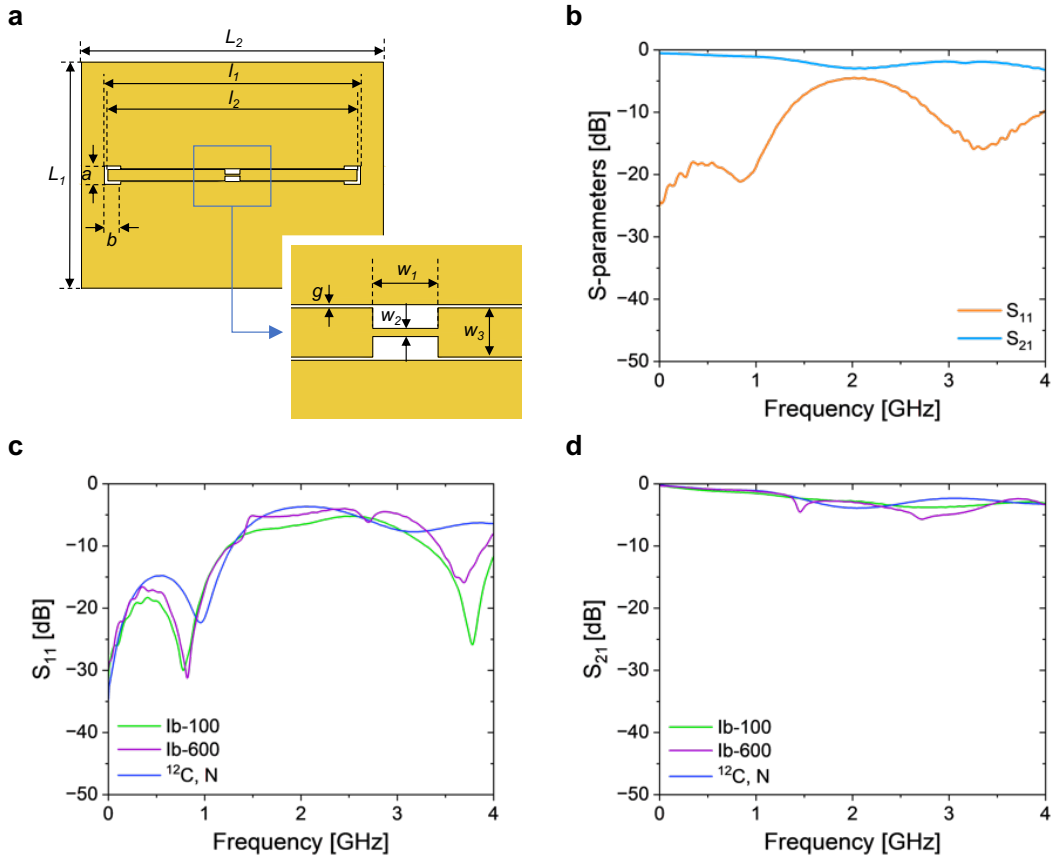 a
L₂
l₁
l₂
L₁
a
b
w₁
g
w₂
w₃
b
0
−10
−20
−30
−40
−50
S-parameters [dB]
S₁₁
S₂₁
0 1 2 3 4
Frequency [GHz]
c
0
−10
−20
−30
−40
−50
S₁₁ [dB]
Ib-100
Ib-600
¹²C, N
0 1 2 3 4
Frequency [GHz]
d
0
−10
−20
−30
−40
−50
S₂₁ [dB]
Ib-100
Ib-600
¹²C, N
0 1 2 3 4
Frequency [GHz]